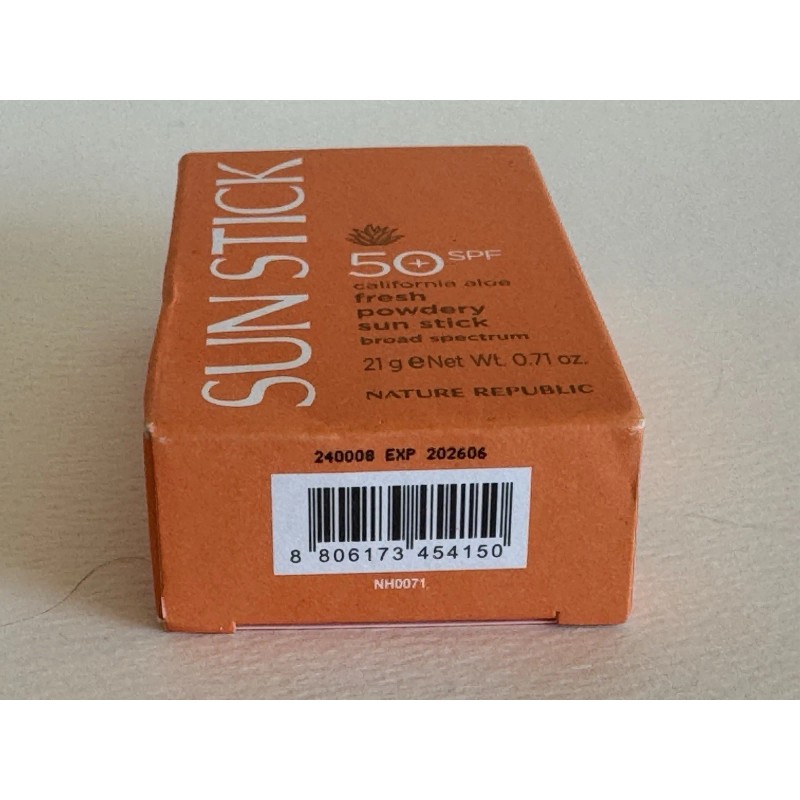 SUN STICK
50+ SPF
california aloe
fresh
powdery
sun stick
broad spectrum
21 g ℮ Net Wt. 0.71 oz.
NATURE REPUBLIC
240008 EXP 202606
8 806173 454150
NH0071